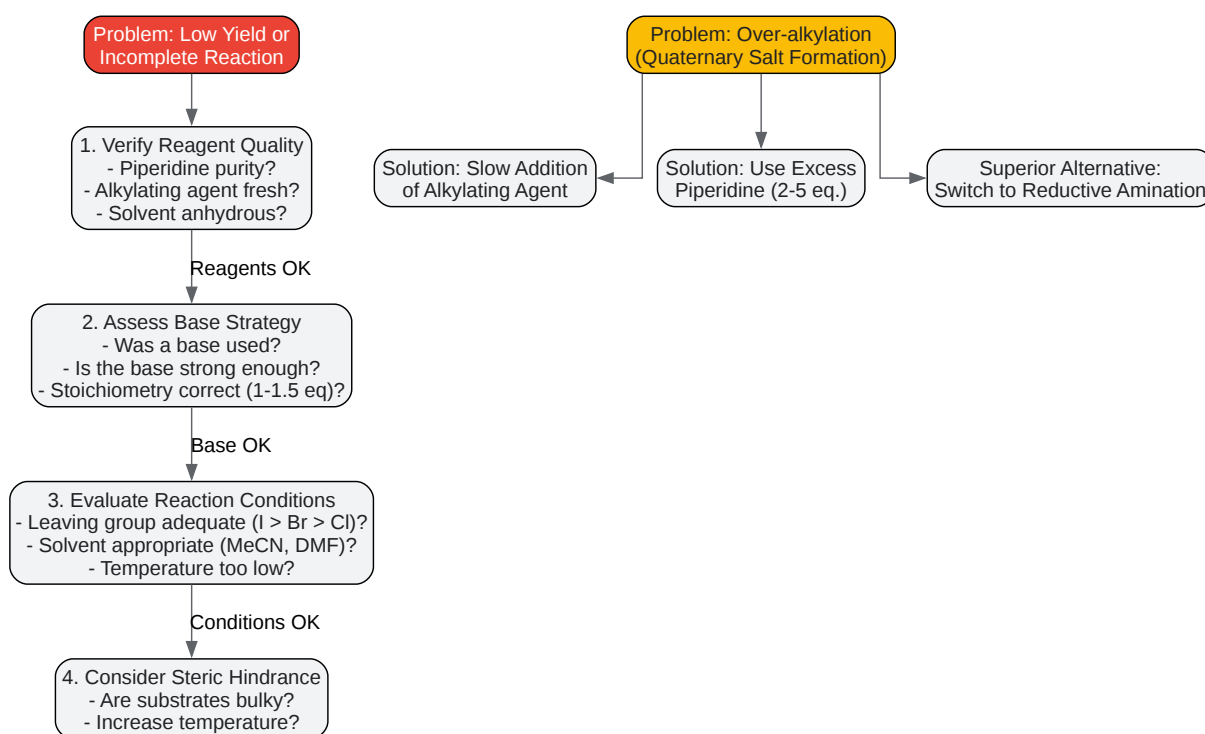 Problem: Low Yield or
Incomplete Reaction
1. Verify Reagent Quality
- Piperidine purity?
- Alkylating agent fresh?
- Solvent anhydrous?
Reagents OK
2. Assess Base Strategy
- Was a base used?
- Is the base strong enough?
- Stoichiometry correct (1-1.5 eq)?
Base OK
3. Evaluate Reaction Conditions
- Leaving group adequate (I > Br > Cl)?
- Solvent appropriate (MeCN, DMF)?
- Temperature too low?
Conditions OK
4. Consider Steric Hindrance
- Are substrates bulky?
- Increase temperature?
Problem: Over-alkylation
(Quaternary Salt Formation)
Solution: Slow Addition
of Alkylating Agent
Solution: Use Excess
Piperidine (2-5 eq.)
Superior Alternative:
Switch to Reductive Amination